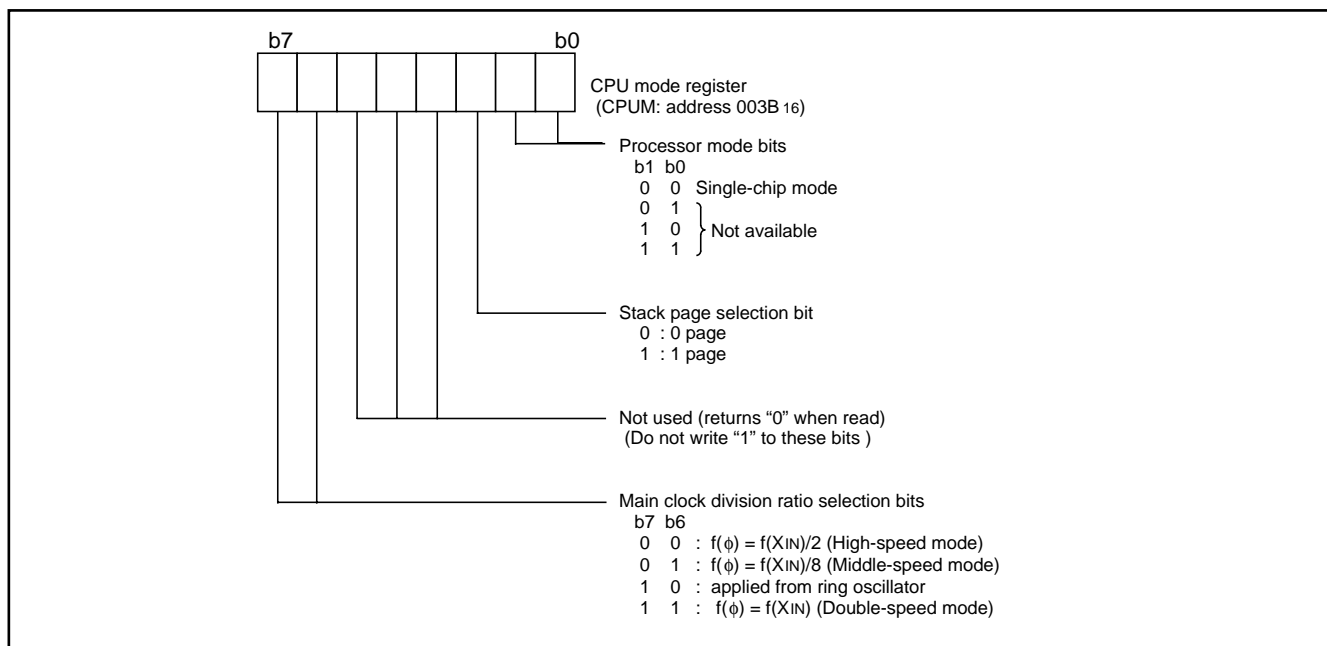 b7 b0
CPU mode register
(CPUM: address 003B 16)
Processor mode bits
b1 b0
0 0 Single-chip mode
0 1
1 0 Not available
1 1
Stack page selection bit
0 : 0 page
1 : 1 page
Not used (returns “0” when read)
(Do not write “1” to these bits )
Main clock division ratio selection bits
b7 b6
0 0 : f(ϕ) = f(XIN)/2 (High-speed mode)
0 1 : f(ϕ) = f(XIN)/8 (Middle-speed mode)
1 0 : applied from ring oscillator
1 1 : f(ϕ) = f(XIN) (Double-speed mode)